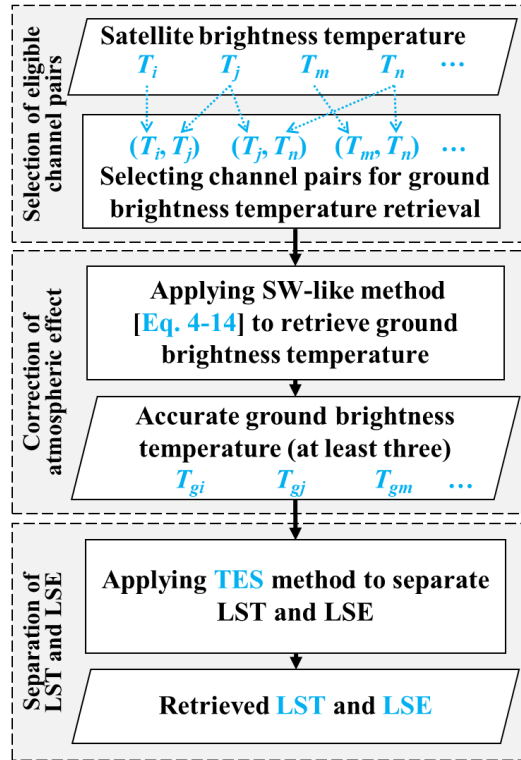 Selection of eligible
channel pairs
Satellite brightness temperature
Ti Tj Tm Tn ...
(Ti, Tj) (Tj, Tn) (Tm, Tn) ...
Selecting channel pairs for ground
brightness temperature retrieval
Correction of
atmospheric effect
Applying SW-like method
[Eq. 4-14] to retrieve ground
brightness temperature
Accurate ground brightness
temperature (at least three)
Tgi Tgj Tgm ...
Separation of
LST and LSE
Applying TES method to separate
LST and LSE
Retrieved LST and LSE